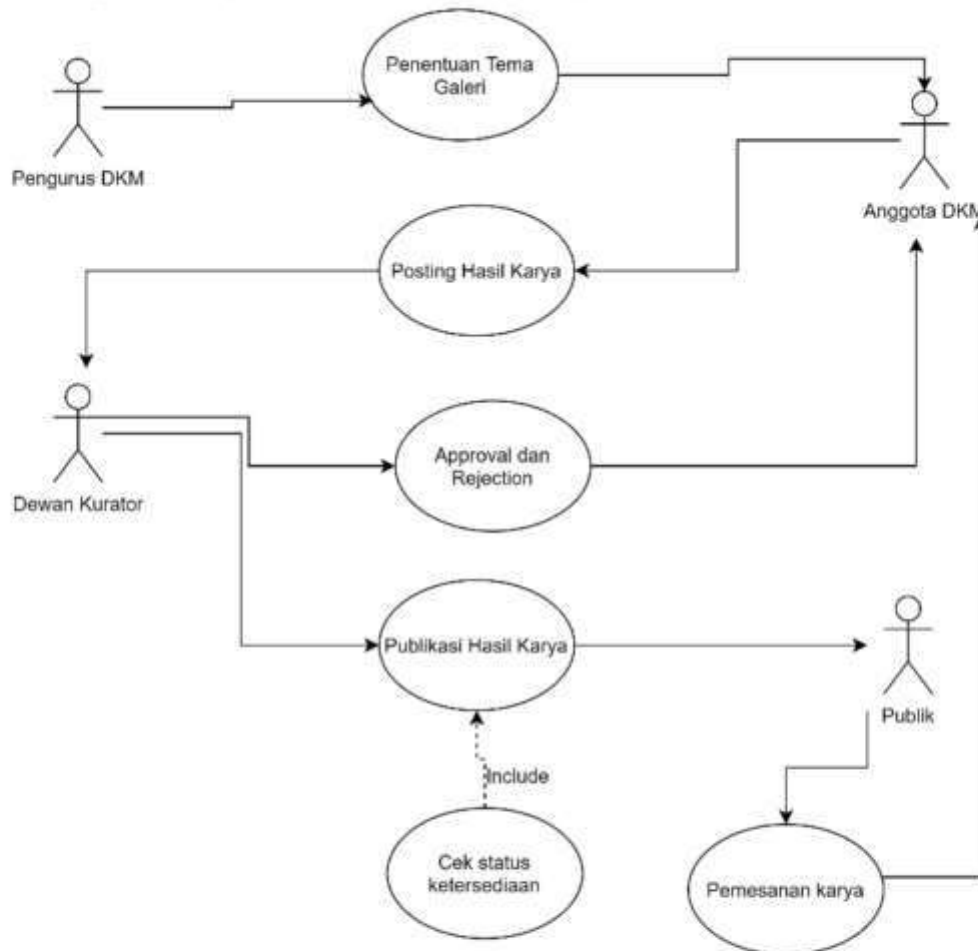 Penentuan Tema
Galeri
Pengurus DKM
Anggota DKM
Posting Hasil Karya
Approval dan
Rejection
Dewan Kurator
Publikasi Hasil Karya
Publik
Include
Cek status
ketersediaan
Pemesanan karya